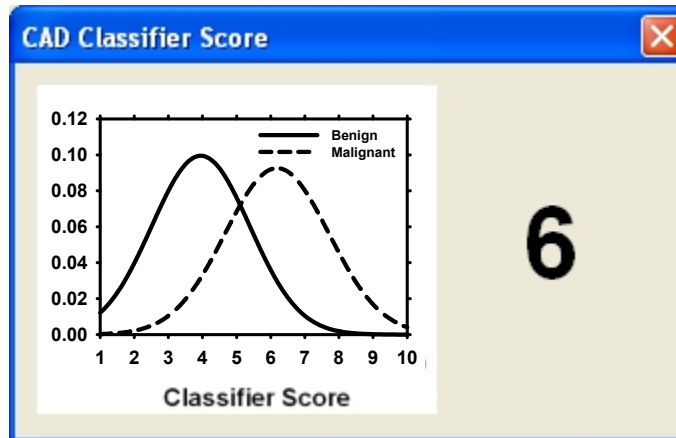 CAD Classifier Score
0.12
0.10
0.08
0.06
0.04
0.02
0.00
Benign
Malignant
1 2 3 4 5 6 7 8 9 10
Classifier Score
6